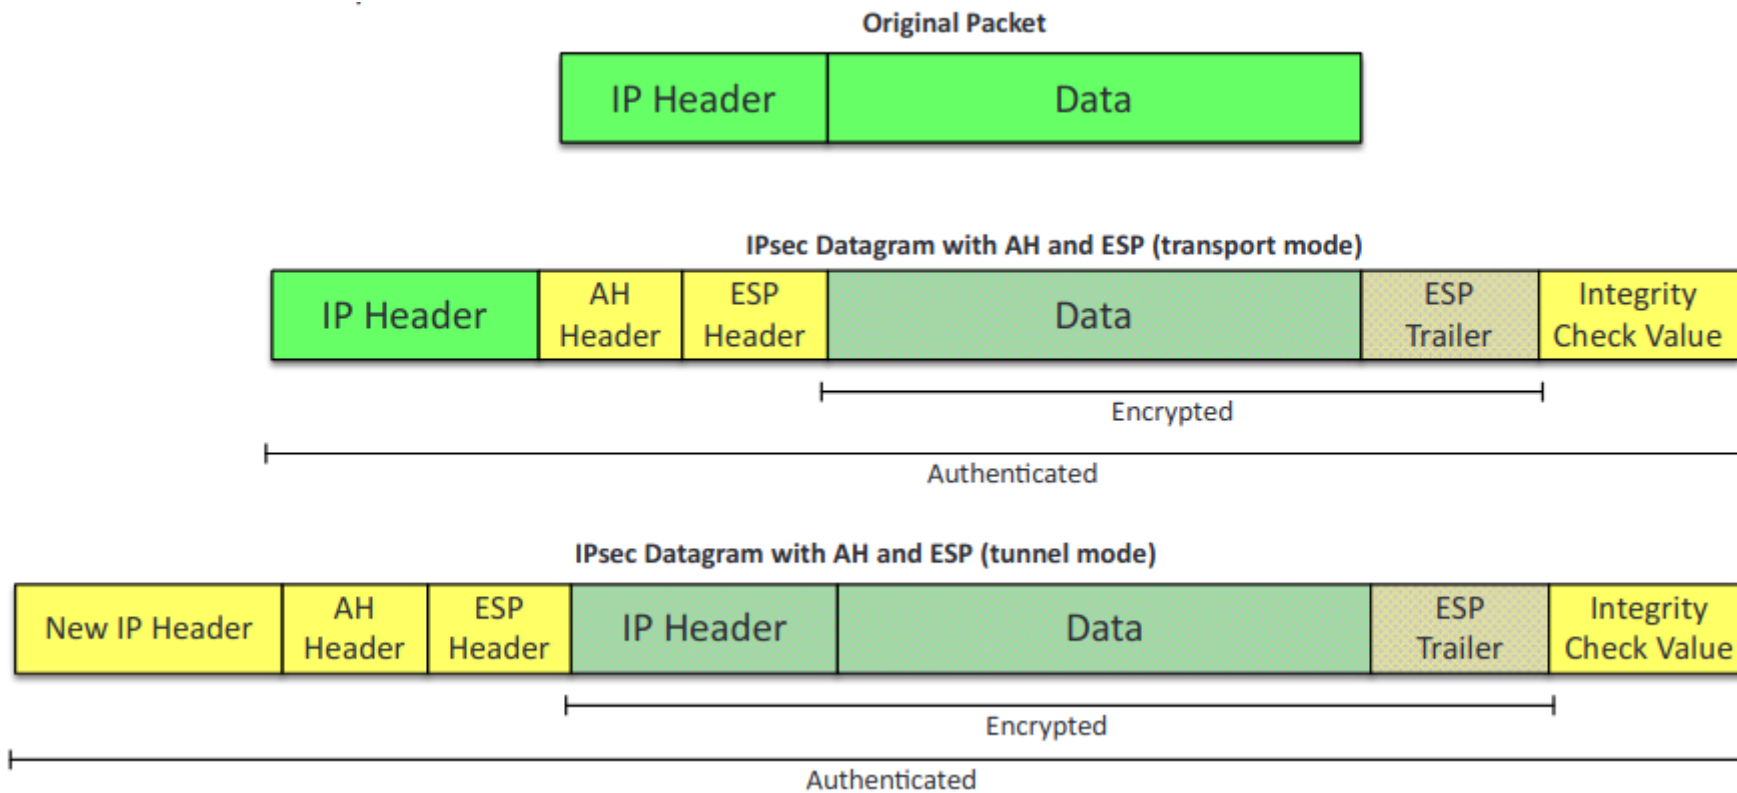 Original Packet
IP Header
Data
IPsec Datagram with AH and ESP (transport mode)
IP Header
AH
Header
ESP
Header
Data
ESP
Trailer
Integrity
Check Value
Encrypted
Authenticated
IPsec Datagram with AH and ESP (tunnel mode)
New IP Header
AH
Header
ESP
Header
IP Header
Data
ESP
Trailer
Integrity
Check Value
Encrypted
Authenticated